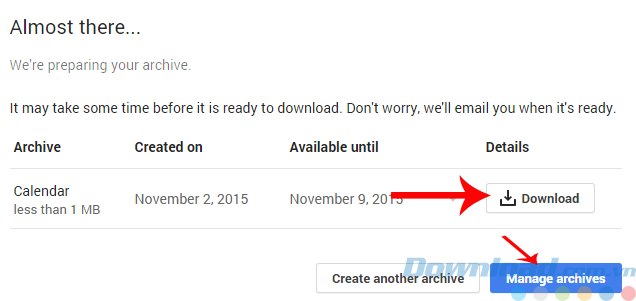 Almost there...
We're preparing your archive.
It may take some time before it is ready to download. Don't worry, we'll email you when it's ready.
Archive Created on Available until Details
Calendar
less than 1 MB
November 2, 2015 November 9, 2015 Download
Download.com.vn
Create another archive Manage archives